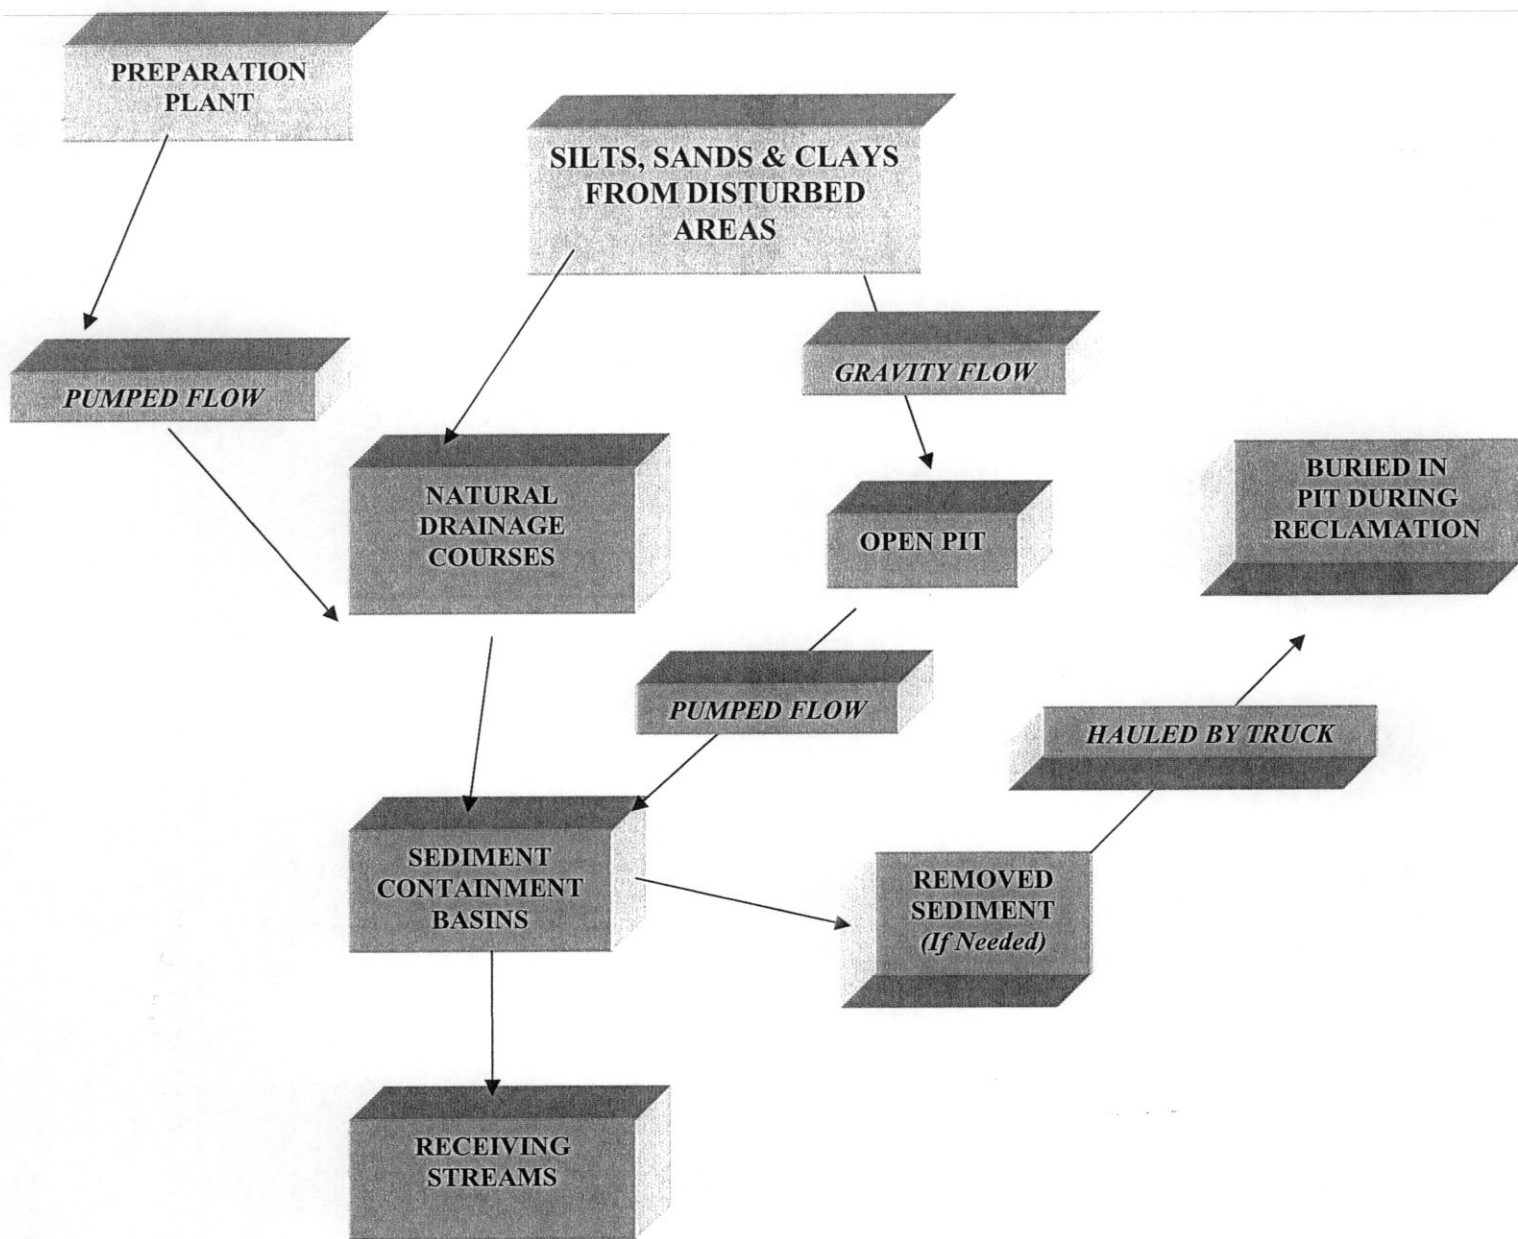 PREPARATION
PLANT
SILTS, SANDS & CLAYS
FROM DISTURBED
AREAS
PUMPED FLOW
GRAVITY FLOW
NATURAL
DRAINAGE
COURSES
OPEN PIT
BURIED IN
PIT DURING
RECLAMATION
PUMPED FLOW
HAULED BY TRUCK
SEDIMENT
CONTAINMENT
BASINS
REMOVED
SEDIMENT
(If Needed)
RECEIVING
STREAMS